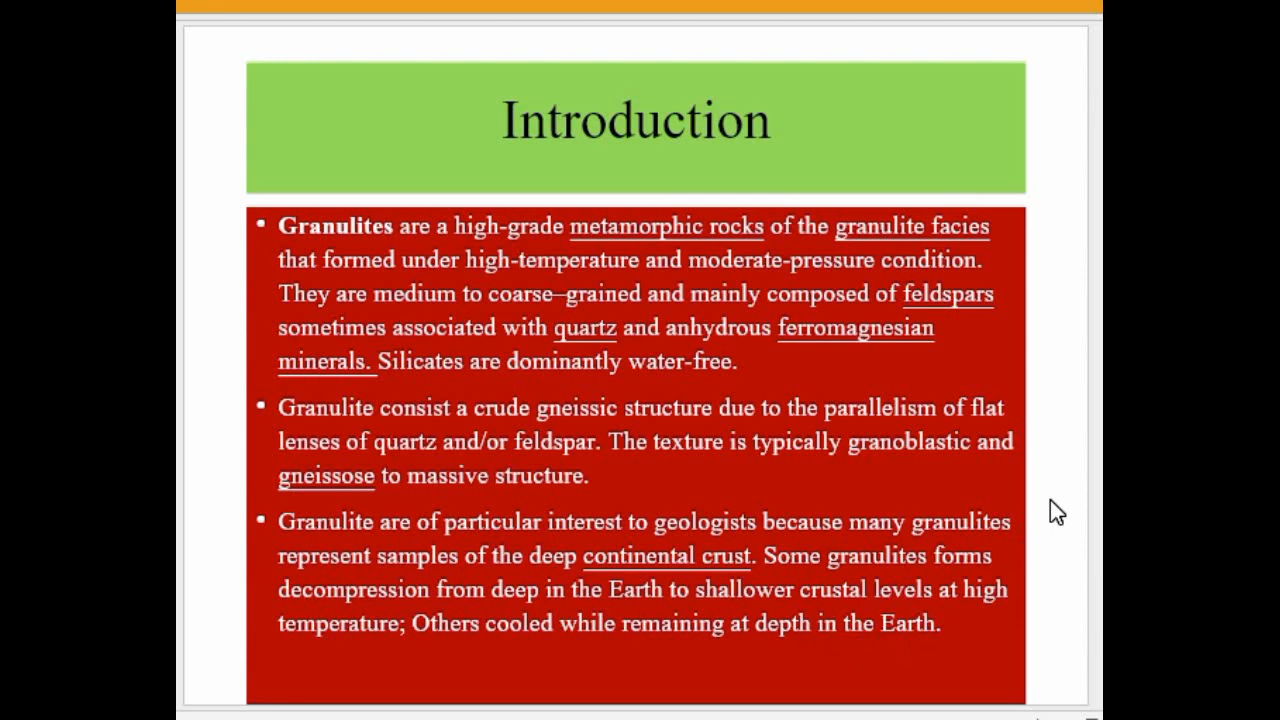 Introduction
• Granulites are a high-grade metamorphic rocks of the granulite facies
that formed under high-temperature and moderate-pressure condition.
They are medium to coarse–grained and mainly composed of feldspars
sometimes associated with quartz and anhydrous ferromagnesian
minerals. Silicates are dominantly water-free.
• Granulite consist a crude gneissic structure due to the parallelism of flat
lenses of quartz and/or feldspar. The texture is typically granoblastic and
gneissose to massive structure.
• Granulite are of particular interest to geologists because many granulites
represent samples of the deep continental crust. Some granulites forms
decompression from deep in the Earth to shallower crustal levels at high
temperature; Others cooled while remaining at depth in the Earth.